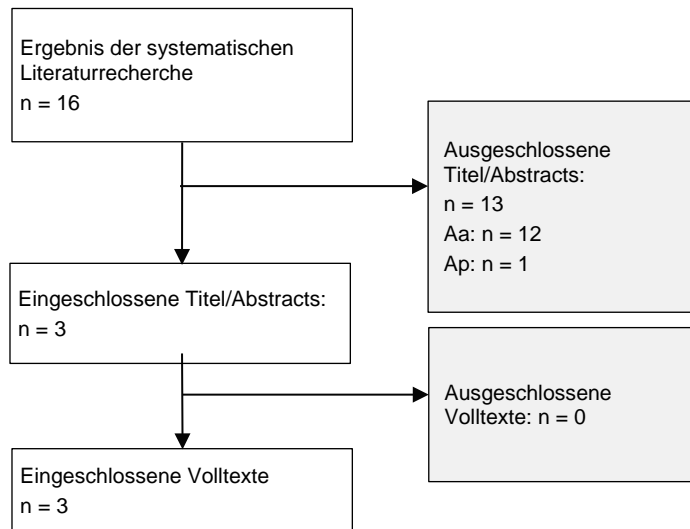 Ergebnis der systematischen
Literaturrecherche
n = 16
Ausgeschlossene
Titel/Abstracts:
n = 13
Aa: n = 12
Ap: n = 1
Eingeschlossene Titel/Abstracts:
n = 3
Ausgeschlossene
Volltexte: n = 0
Eingeschlossene Volltexte
n = 3